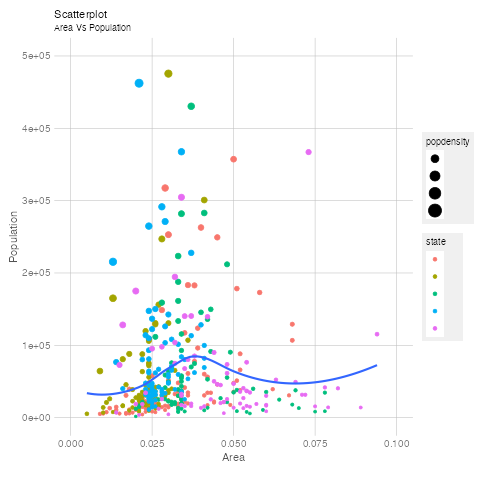 Scatterplot
Area Vs Population
5e+05
4e+05
3e+05
2e+05
1e+05
0e+00
Population
0.000 0.025 0.050 0.075 0.100
Area
popdensity
state